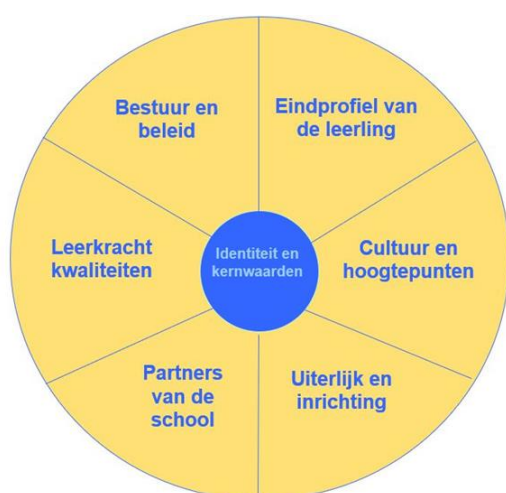 Bestuur en
beleid
Eindprofiel van
de leerling
Leerkracht
kwaliteiten
Identiteit en
kernwaarden
Cultuur en
hoogtepunten
Partners
van de
school
Uiterlijk en
inrichting